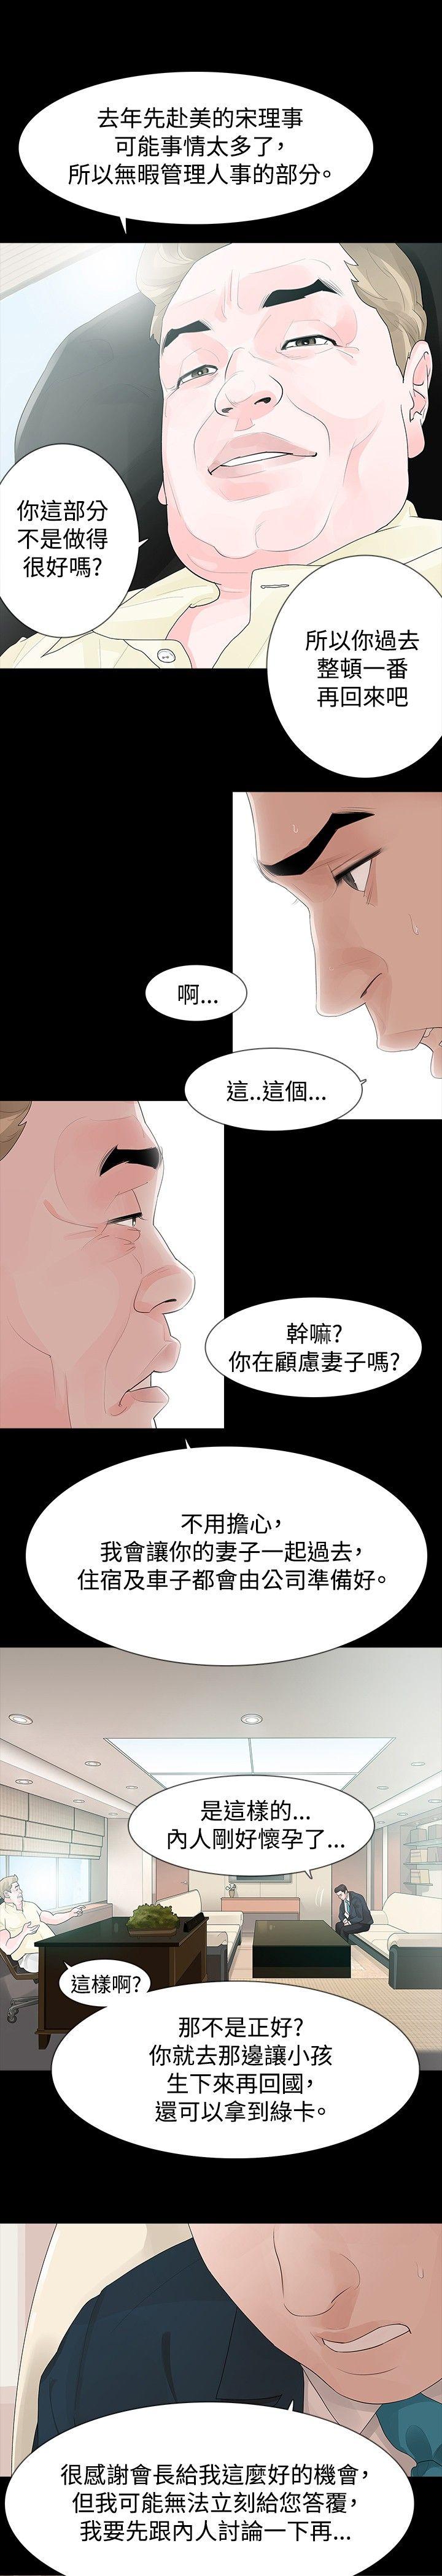 去年先赴美的宋理事
可能事情太多了，
所以無暇管理人事的部分。
你這部分
不是做得
很好嗎?
所以你過去
整頓一番
再回來吧
啊...
這..這個...
幹嘛?
你在顧慮妻子嗎?
不用擔心，
我會讓你的妻子一起過去，
住宿及車子都會由公司準備好。
是這樣的...
內人剛好懷孕了...
這樣啊?
那不是正好?
你就去那邊讓小孩
生下來再回國，
還可以拿到綠卡。
很感謝會長給我這麼好的機會，
但我可能無法立刻給您答覆，
我要先跟內人討論一下再...